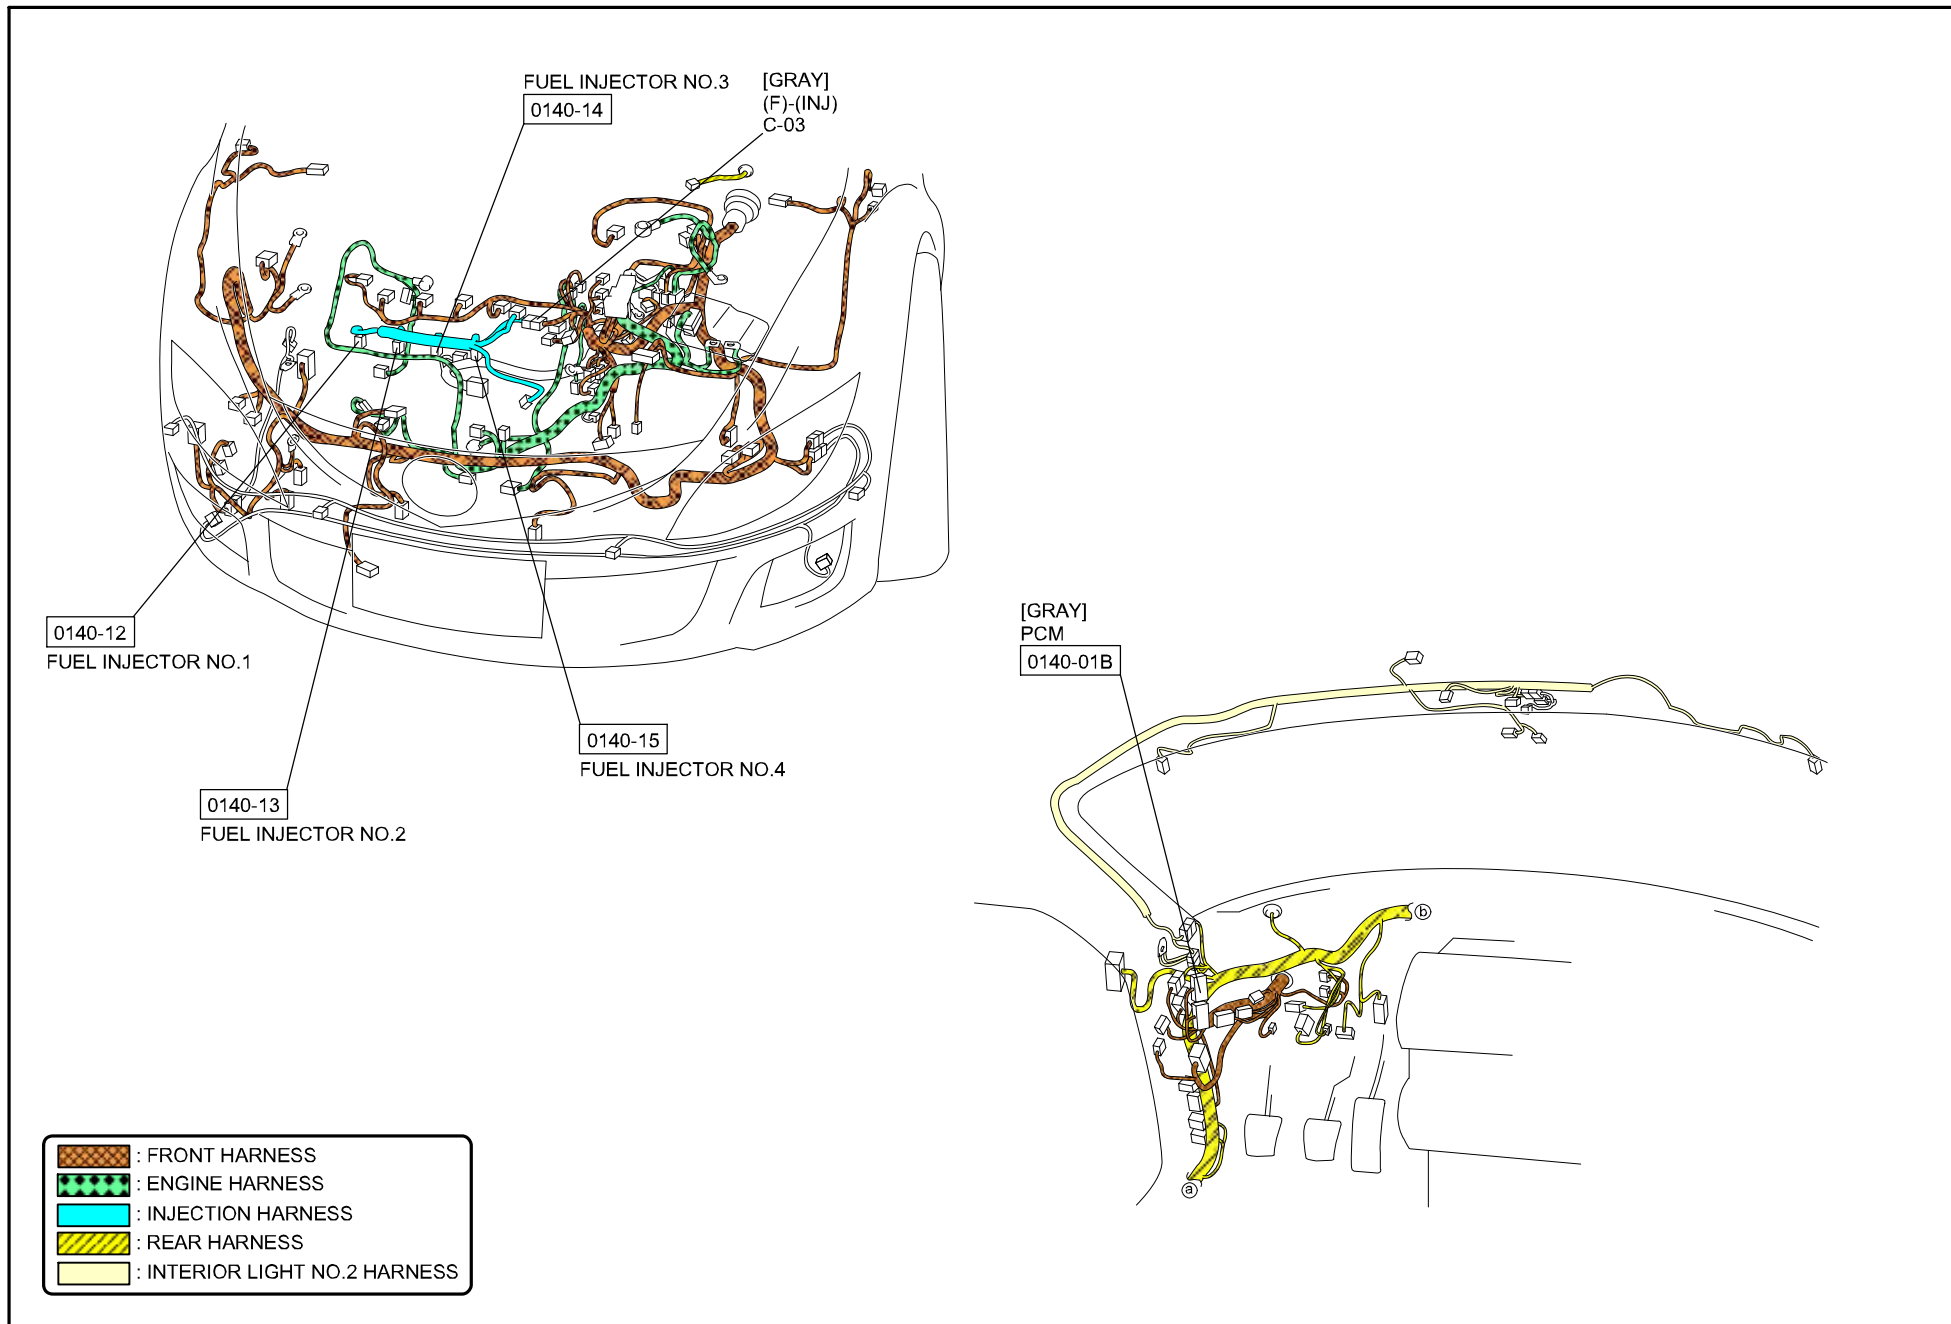 FUEL INJECTOR NO.3
0140-14
[GRAY]
(F)-(INJ)
C-03
0140-12
FUEL INJECTOR NO.1
0140-15
FUEL INJECTOR NO.4
0140-13
FUEL INJECTOR NO.2
[GRAY]
PCM
0140-01B
b
a
: FRONT HARNESS
: ENGINE HARNESS
: INJECTION HARNESS
: REAR HARNESS
: INTERIOR LIGHT NO.2 HARNESS